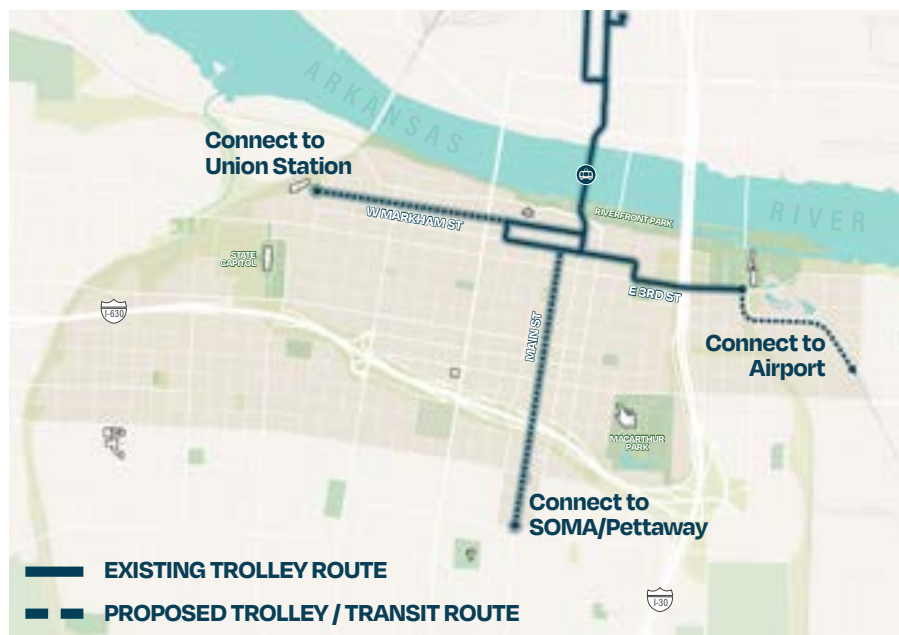 ARKANSAS
RIVER
Connect to
Union Station
W MARKHAM ST
RIVERFRONT PARK
STATE
CAPITOL
E 3RD ST
I-630
MAIN ST
Connect to
Airport
MACARTHUR
PARK
Connect to
SOMA/Pettaway
EXISTING TROLLEY ROUTE
PROPOSED TROLLEY / TRANSIT ROUTE
I-30